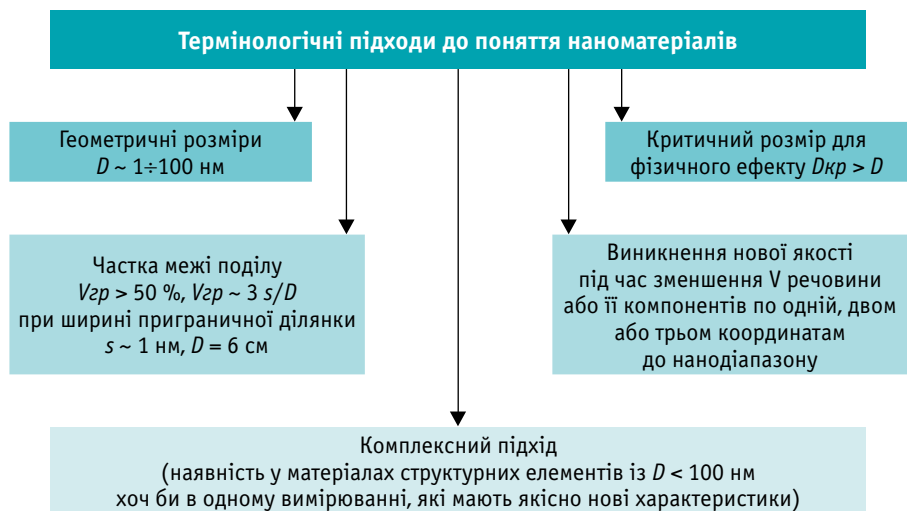 Термінологічні підходи до поняття наноматеріалів
Геометричні розміри
D ~ 1÷100 нм
Критичний розмір для
фізичного ефекту Dкр > D
Частка межі поділу
Vгр > 50 %, Vгр ~ 3 s/D
при ширині приграничної ділянки
s ~ 1 нм, D = 6 см
Виникнення нової якості
під час зменшення V речовини
або її компонентів по одній, двом
або трьом координатам
до нанодіапазону
Комплексний підхід
(наявність у матеріалах структурних елементів із D < 100 нм
хоч би в одному вимірюванні, які мають якісно нові характеристики)